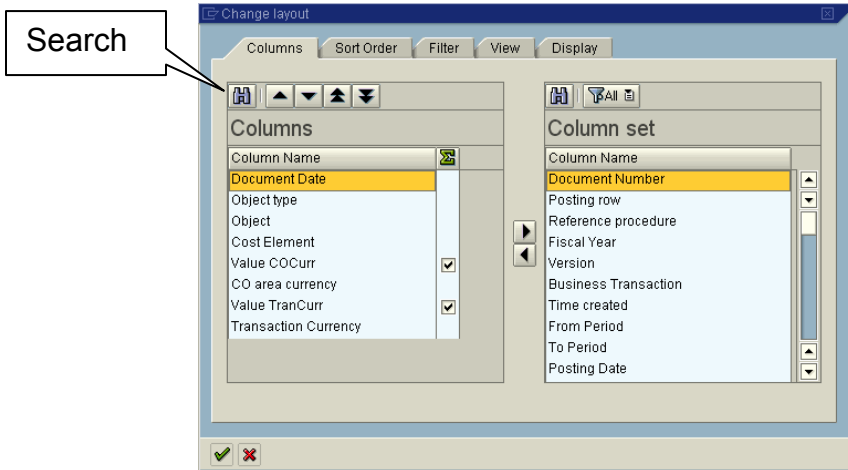 Change layout
Search
Columns Sort Order Filter View Display
All
Columns
Column Name
Document Date
Object type
Object
Cost Element
Value COCurr
CO area currency
Value TranCurr
Transaction Currency
Column set
Column Name
Document Number
Posting row
Reference procedure
Fiscal Year
Version
Business Transaction
Time created
From Period
To Period
Posting Date